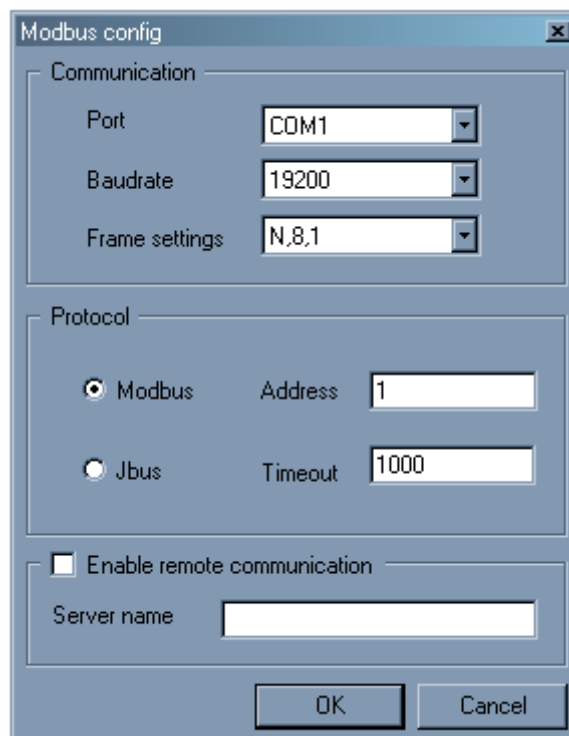 Modbus config
Communication
Port COM1
Baudrate 19200
Frame settings N,8,1
Protocol
Modbus Address 1
Jbus Timeout 1000
Enable remote communication
Server name
OK Cancel